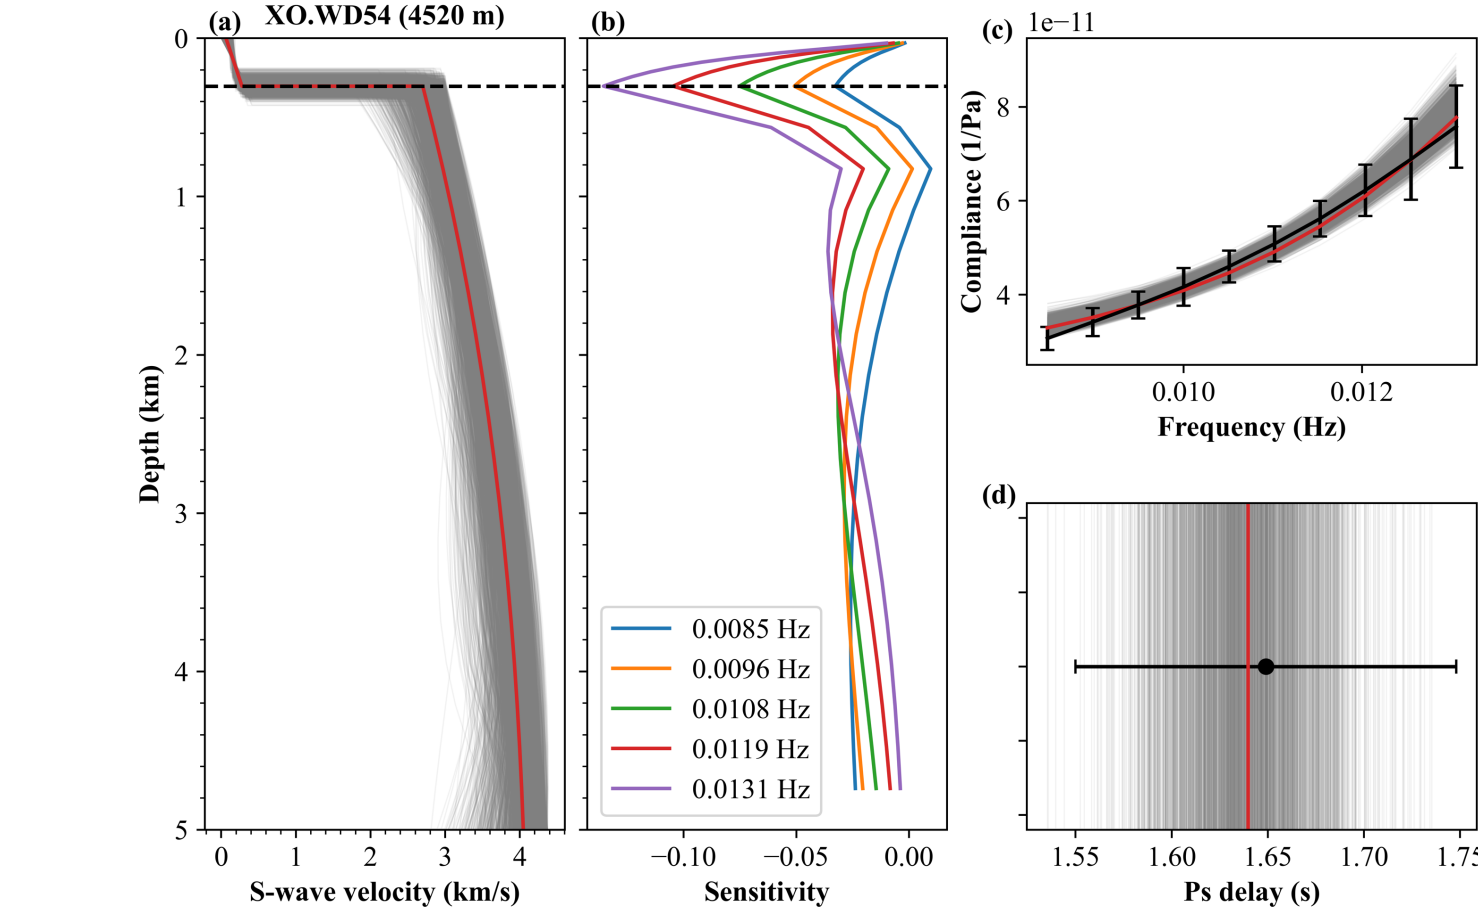 (a) XO.WD54 (4520 m)
0
1
2
3
4
5
Depth (km)
0 1 2 3 4
S-wave velocity (km/s)
(b)
0.0085 Hz
0.0096 Hz
0.0108 Hz
0.0119 Hz
0.0131 Hz
−0.10 −0.05 0.00
Sensitivity
(c) 1e−11
8
6
4
Compliance (1/Pa)
0.010 0.012
Frequency (Hz)
(d)
1.55 1.60 1.65 1.70 1.75
Ps delay (s)